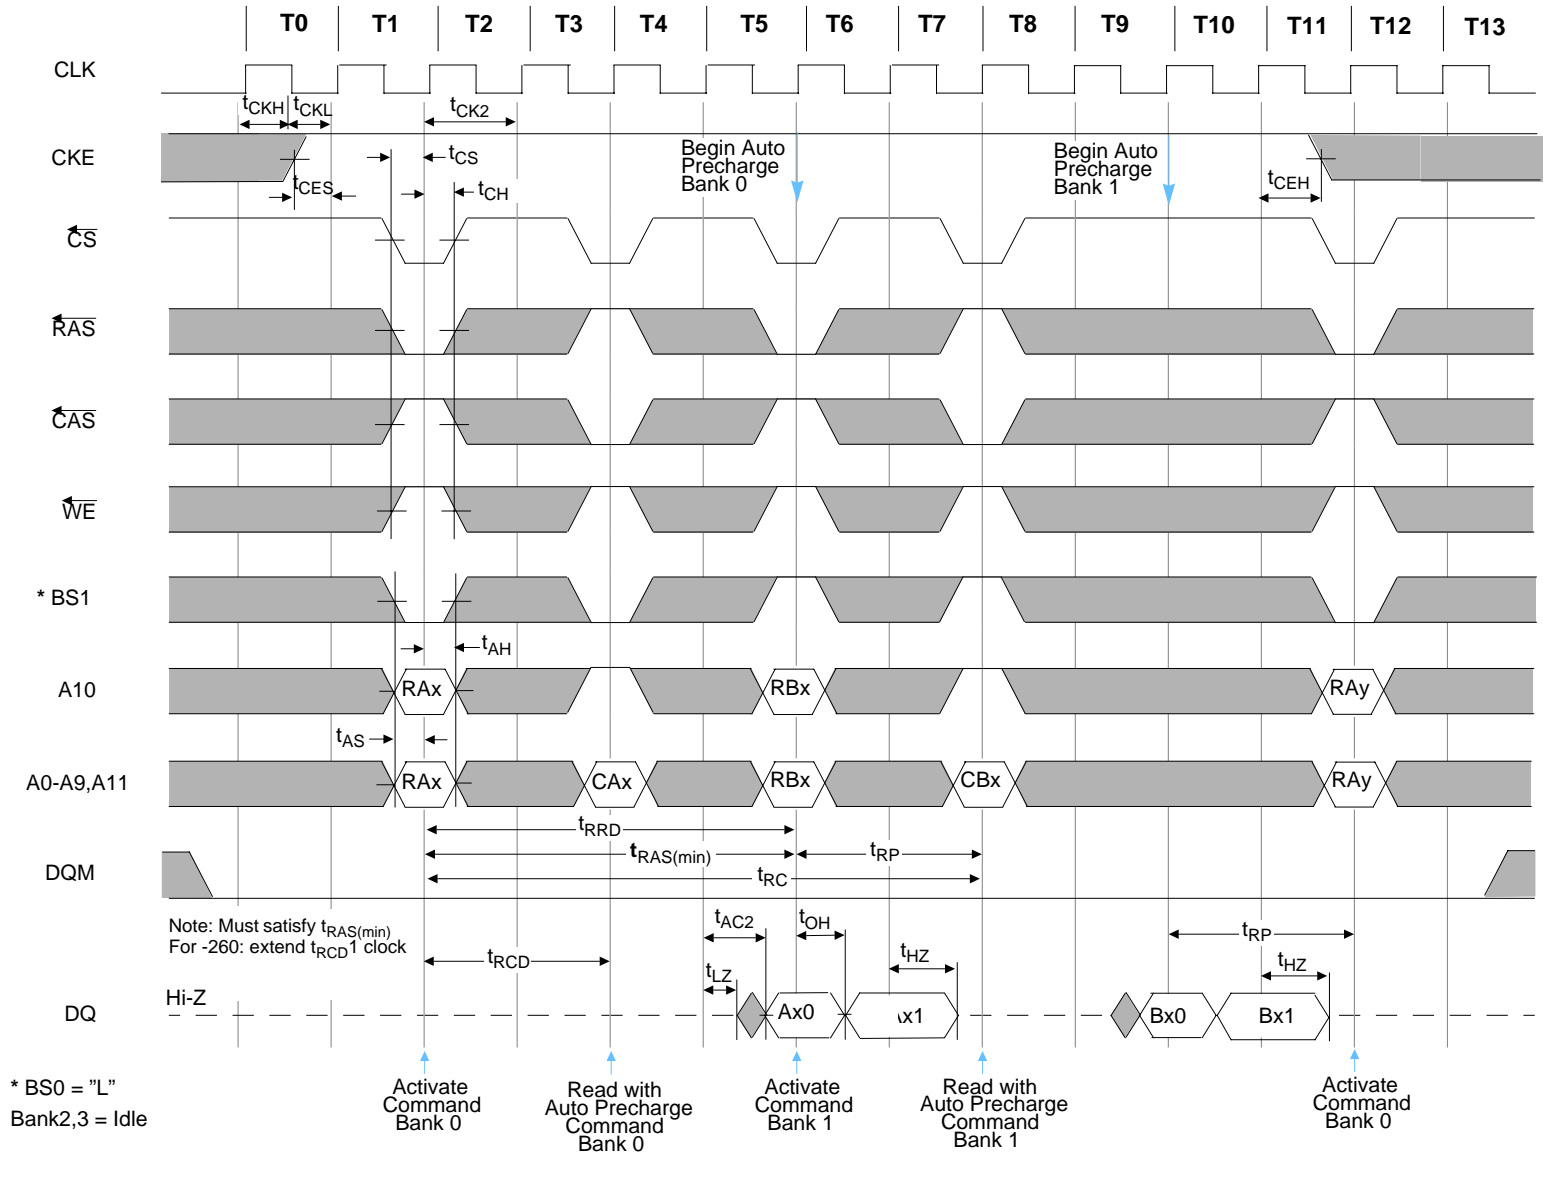 T0 T1 T2 T3 T4 T5 T6 T7 T8 T9 T10 T11 T12 T13
CLK
tCKH tCKL tCK2
CKE
tCS
Begin Auto
Precharge
Bank 0
Begin Auto
Precharge
Bank 1
tCES
tCH
tCEH
CS
RAS
CAS
WE
* BS1
tAH
A10
RAx RBx RAy
tAS
A0-A9,A11
RAx CAx RBx CBx RAy
tRRD
tRAS(min) tRP
DQM
tRC
Note: Must satisfy tRAS(min)
For -260: extend tRCD1 clock
tAC2 tOH
tRP
tRCD
tHZ
tHZ
tLZ
Hi-Z
DQ
Ax0 Ax1 Bx0 Bx1
* BS0 = ”L”
Bank2,3 = Idle
Activate
Command
Bank 0
Read with
Auto Precharge
Command
Bank 0
Activate
Command
Bank 1
Read with
Auto Precharge
Command
Bank 1
Activate
Command
Bank 0